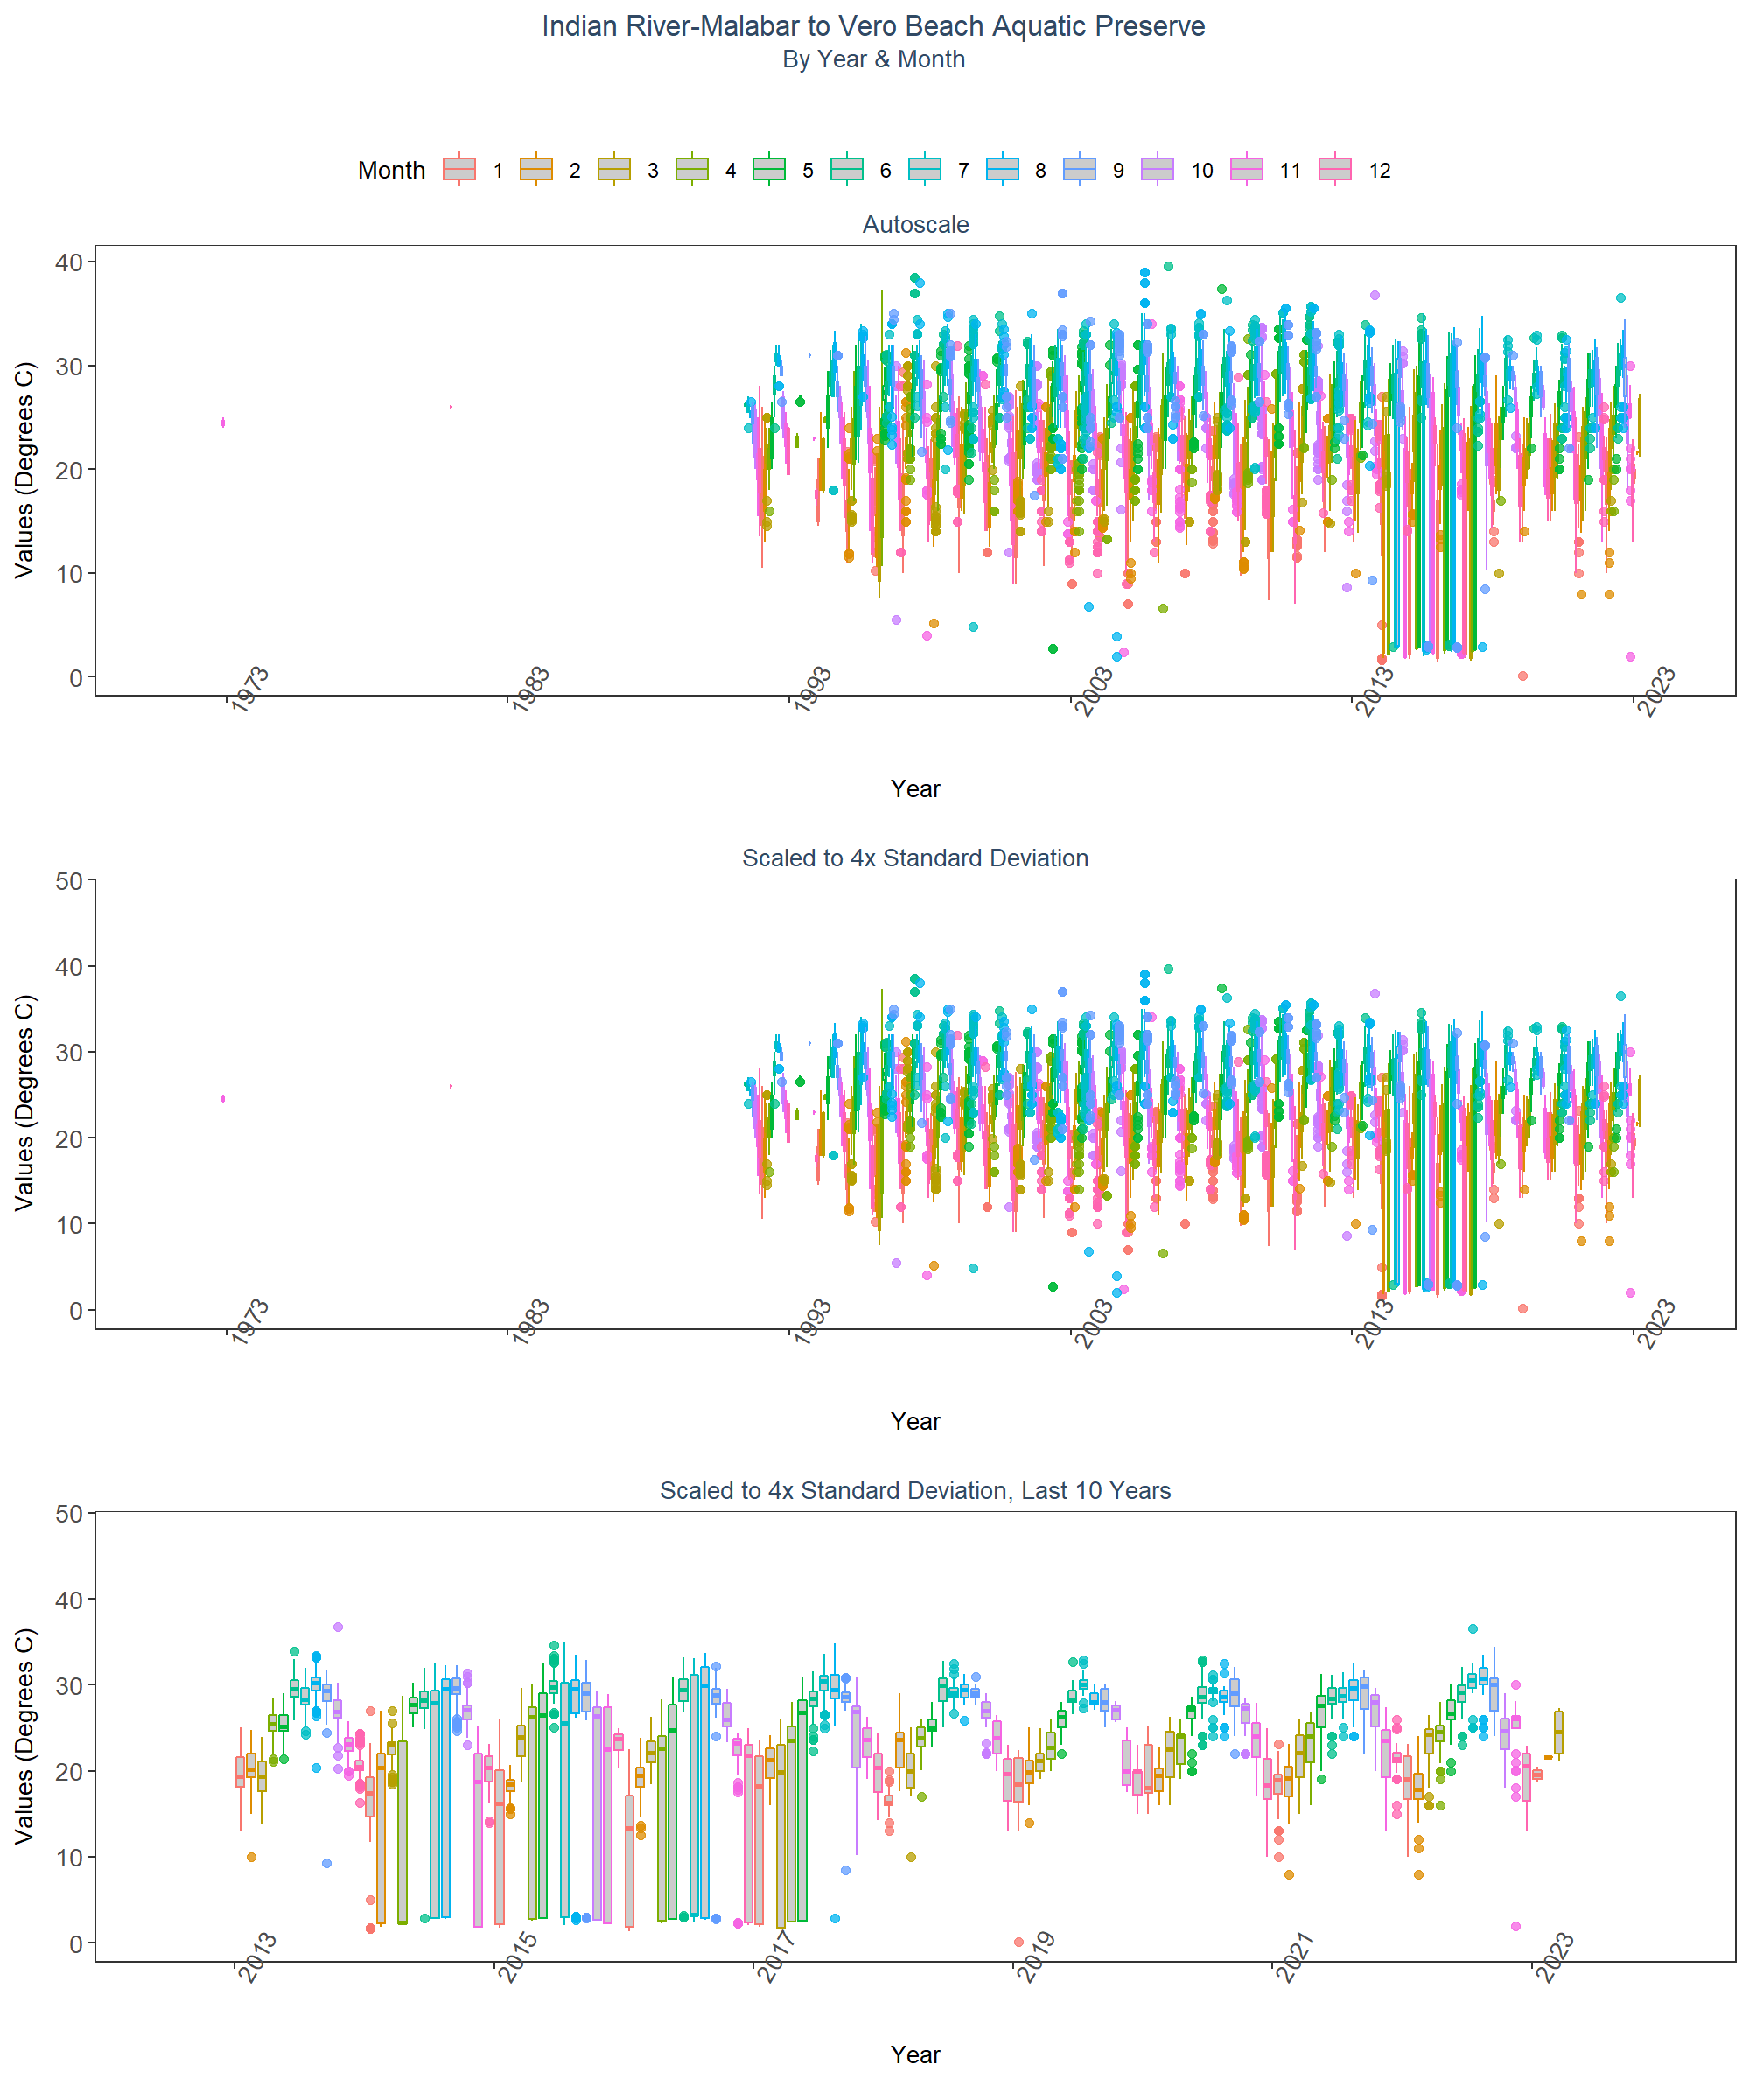 Indian River-Malabar to Vero Beach Aquatic Preserve
By Year & Month
Month 1 2 3 4 5 6 7 8 9 10 11 12
Autoscale
Values (Degrees C)
40
30
20
10
0
1973 1983 1993 2003 2013 2023
Year
Scaled to 4x Standard Deviation
Values (Degrees C)
50
40
30
20
10
0
1973 1983 1993 2003 2013 2023
Year
Scaled to 4x Standard Deviation, Last 10 Years
Values (Degrees C)
50
40
30
20
10
0
2013 2015 2017 2019 2021 2023
Year